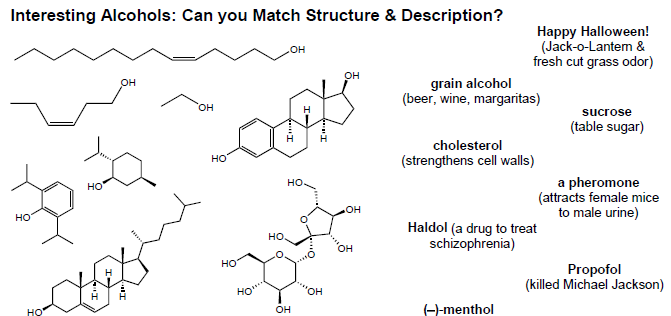 Interesting Alcohols: Can you Match Structure & Description?
OH
Happy Halloween!
(Jack-o-Lantern &
fresh cut grass odor)
OH
OH
OH
H
H
H
HO
grain alcohol
(beer, wine, margaritas)
sucrose
(table sugar)
HO
cholesterol
(strengthens cell walls)
HO
a pheromone
(attracts female mice
to male urine)
HO
H
H
H
HO
O
OH
HO
OH
O
HO
O
HO
OH
OH
Haldol (a drug to treat
schizophrenia)
Propofol
(killed Michael Jackson)
(–)-menthol